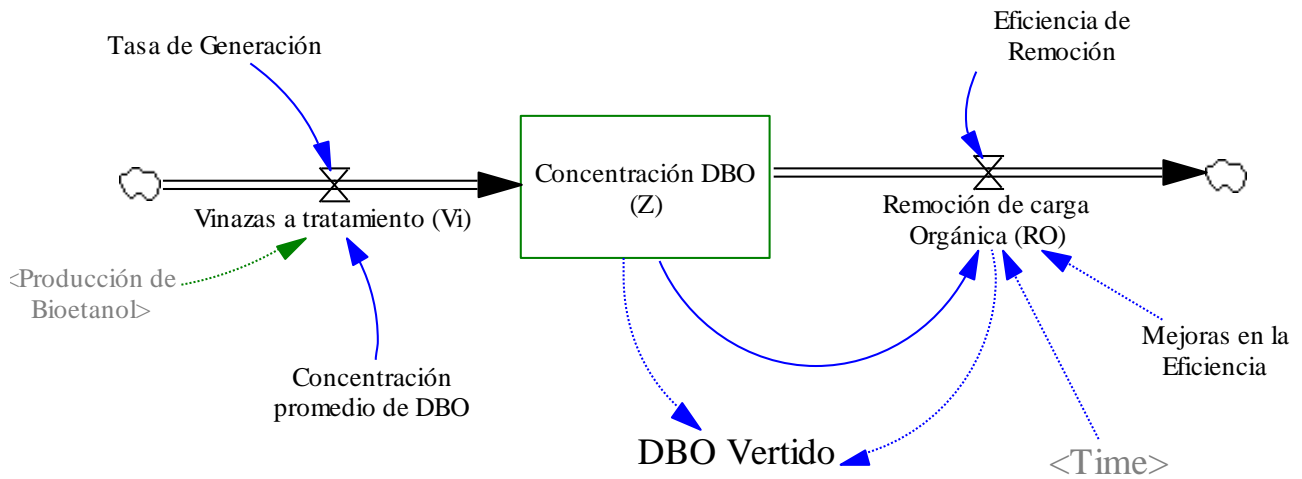 Tasa de Generación
Eficiencia de
Remoción
Concentración DBO
(Z)
Vinazas a tratamiento (Vi)
Remoción de carga
Orgánica (RO)
<Producción de
Bioetanol>
Concentración
promedio de DBO
Mejoras en la
Eficiencia
DBO Vertido
<Time>